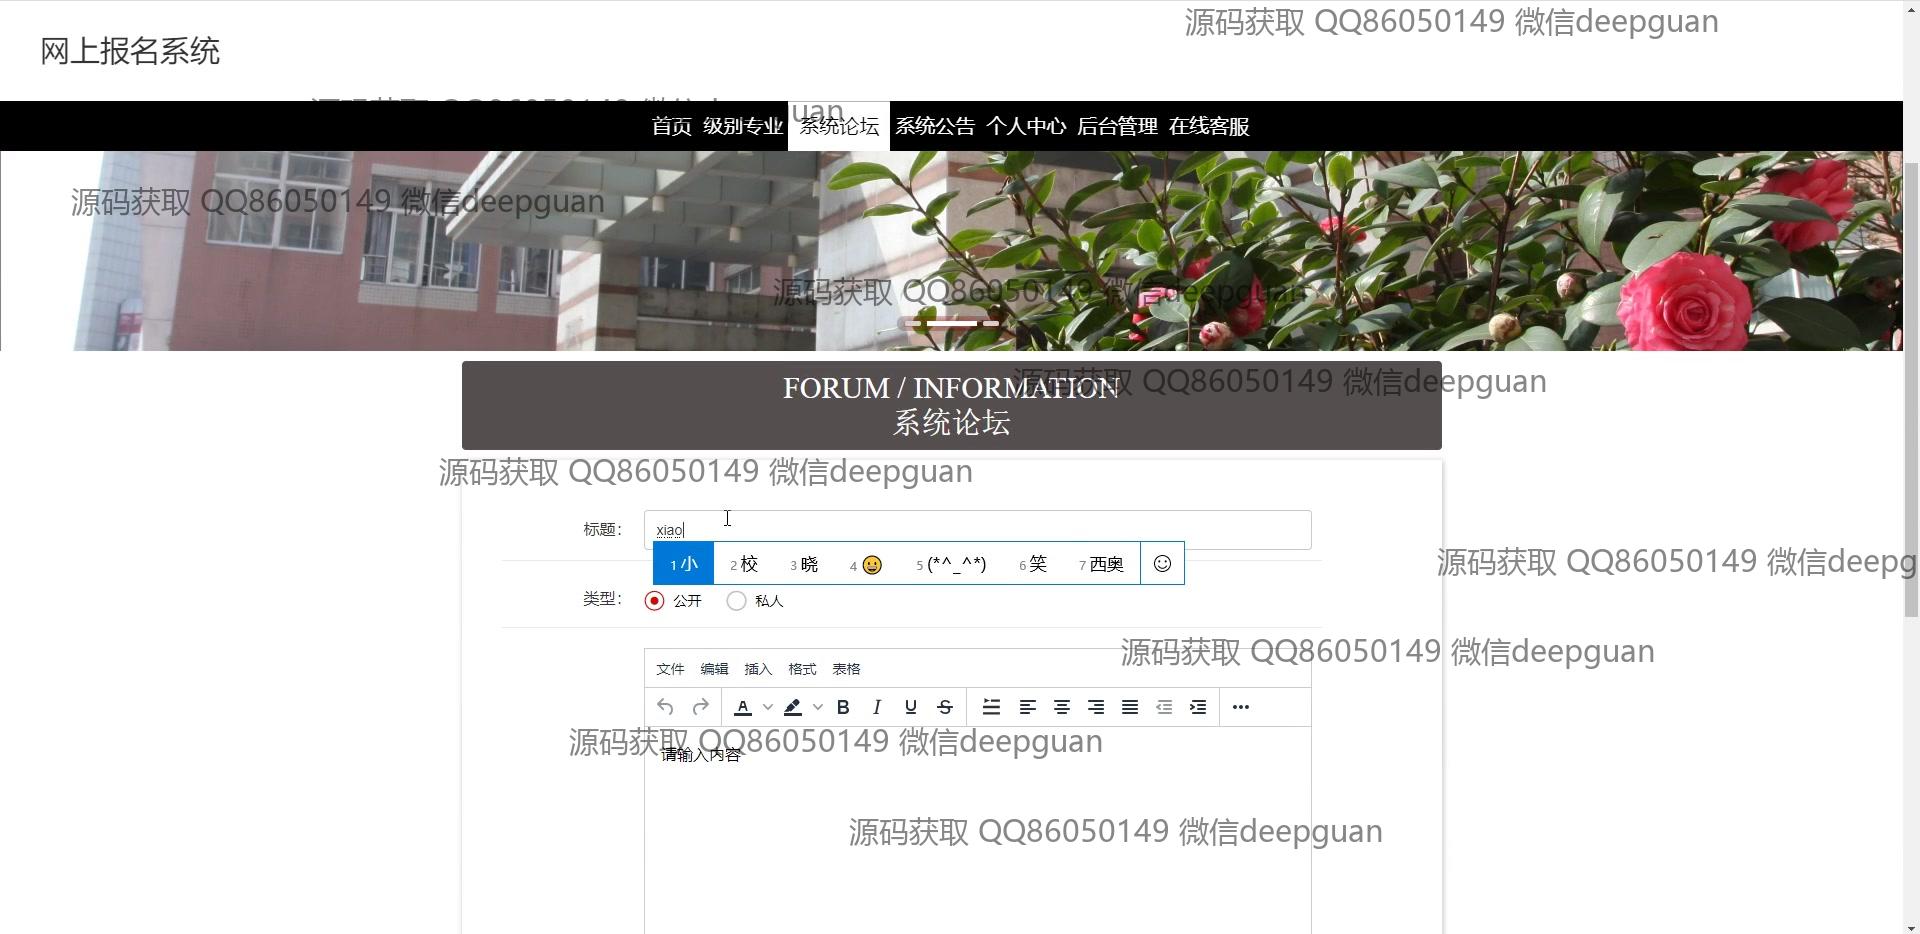 源码获取 QQ86050149 微信deepguan
网上报名系统
首页 级别专业 系统论坛 系统公告 个人中心 后台管理 在线客服
源码获取 QQ86050149 微信deepguan
源码获取 QQ86050149 微信deepguan
FORUM / INFORMATION
源码获取 QQ86050149 微信deepguan
系统论坛
源码获取 QQ86050149 微信deepguan
标题: xiao
1 小 2 校 3 晓 4 😀 5 (*^_^*) 6 笑 7 西奥
源码获取 QQ86050149 微信deepg
类型: 公开 私人
源码获取 QQ86050149 微信deepguan
文件 编辑 插入 格式 表格
A B I U S
源码获取 QQ86050149 微信deepguan
请输入内容
源码获取 QQ86050149 微信deepguan